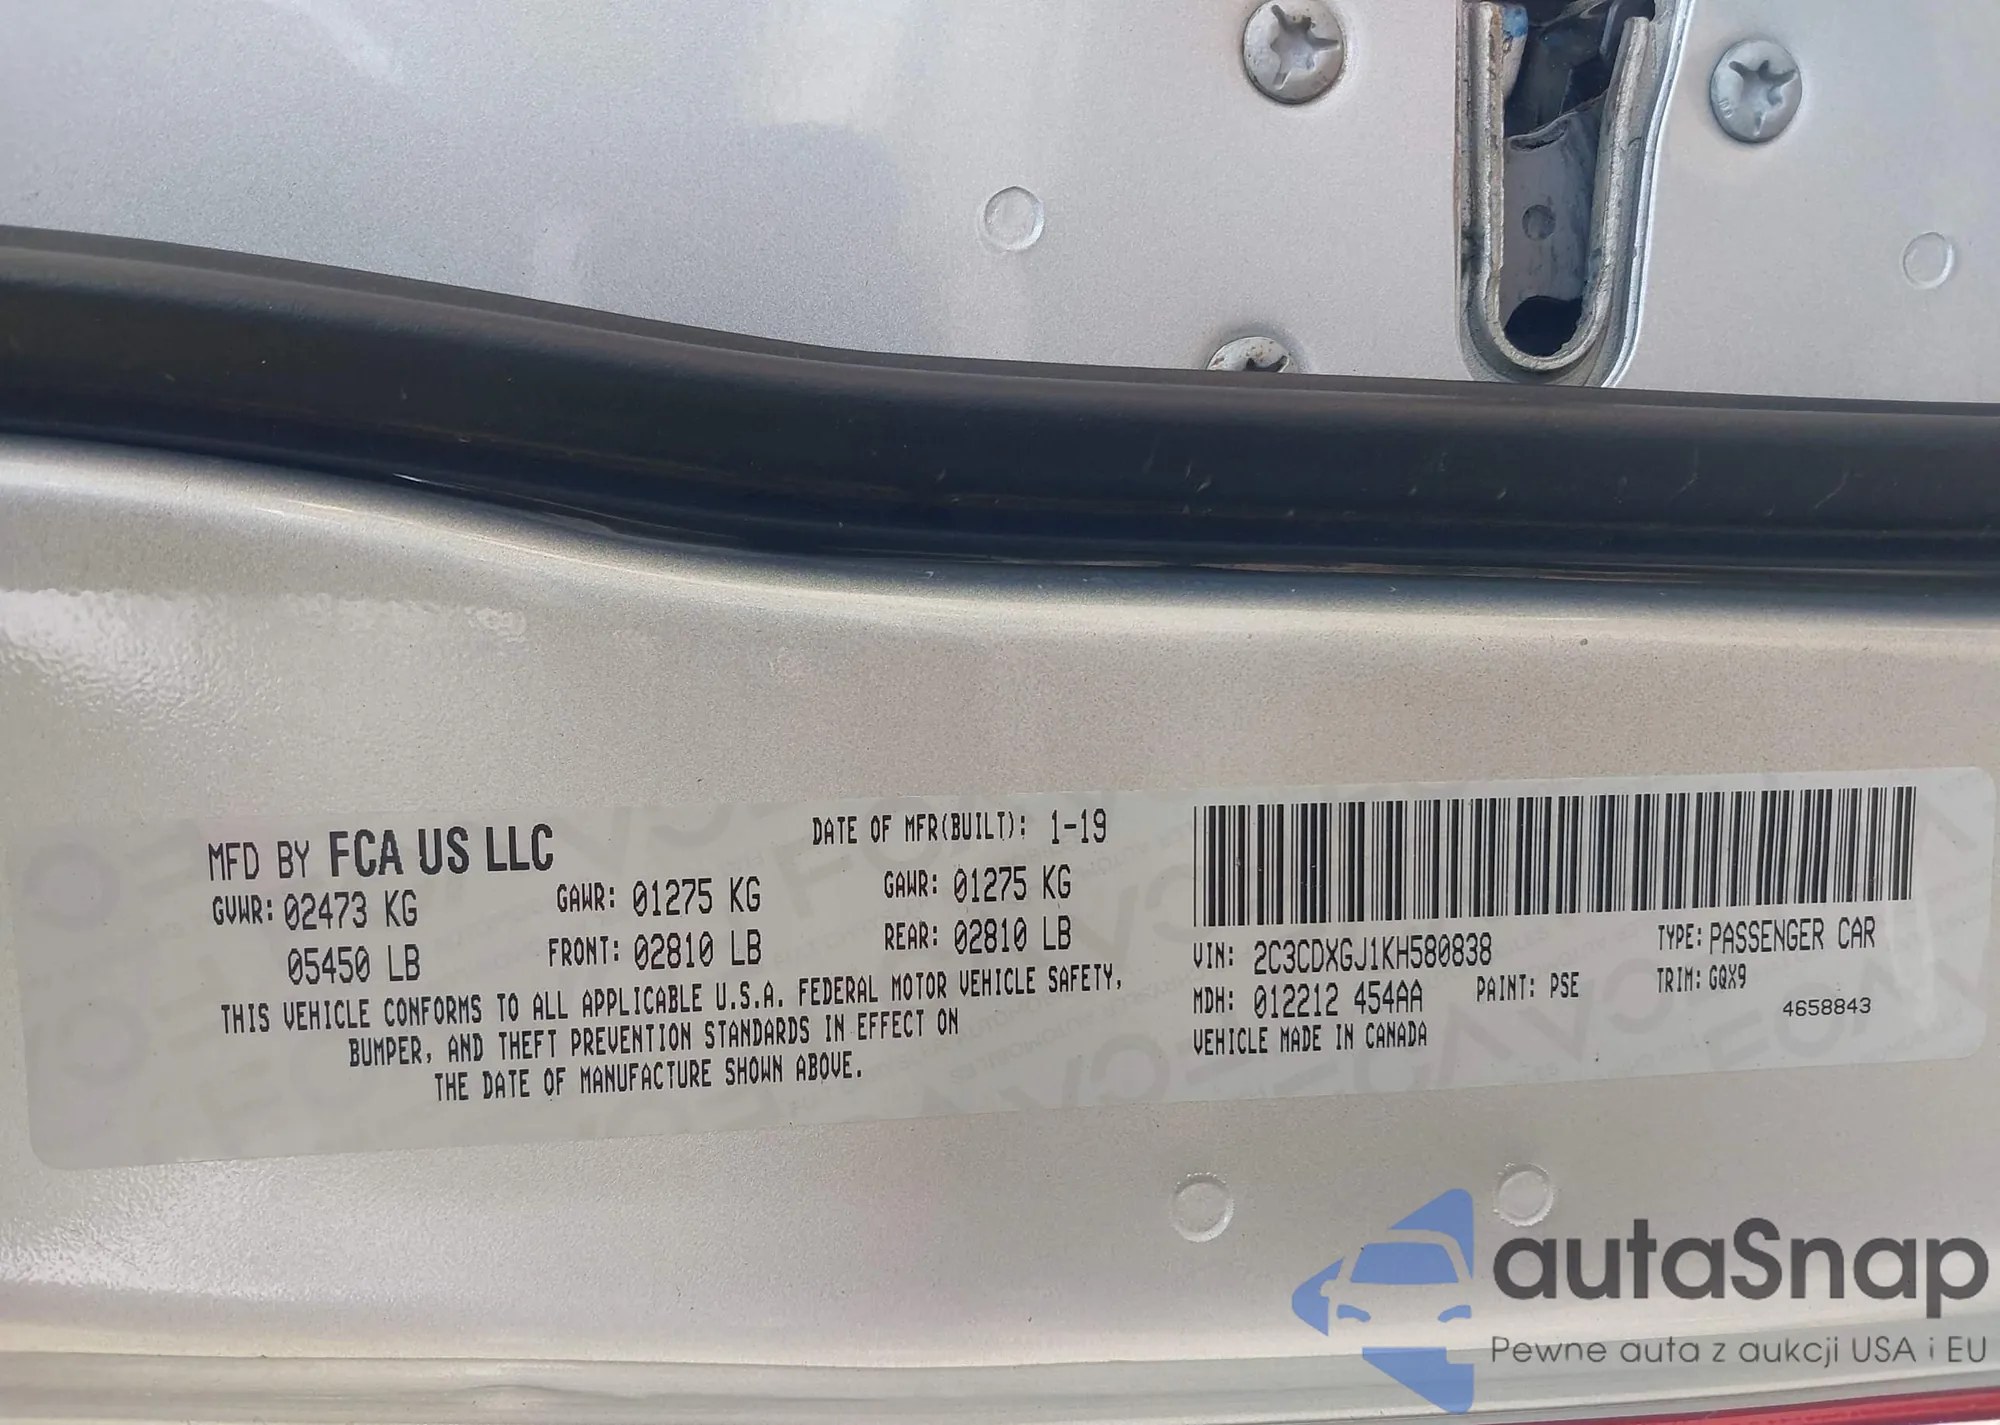 MFD BY FCA US LLC
DATE OF MFR(BUILT): 1-19
GVWR: 02473 KG
05450 LB
GAWR: 01275 KG
FRONT: 02810 LB
GAWR: 01275 KG
REAR: 02810 LB
THIS VEHICLE CONFORMS TO ALL APPLICABLE U.S.A. FEDERAL MOTOR VEHICLE SAFETY,
BUMPER, AND THEFT PREVENTION STANDARDS IN EFFECT ON
THE DATE OF MANUFACTURE SHOWN ABOVE.
VIN: 2C3CDXGJ1KH580838
TYPE: PASSENGER CAR
MDH: 012212 454AA
PAINT: PSE
TRIM: GQX9
VEHICLE MADE IN CANADA
4658843
autaSnap
Pewne auta z aukcji USA i EU